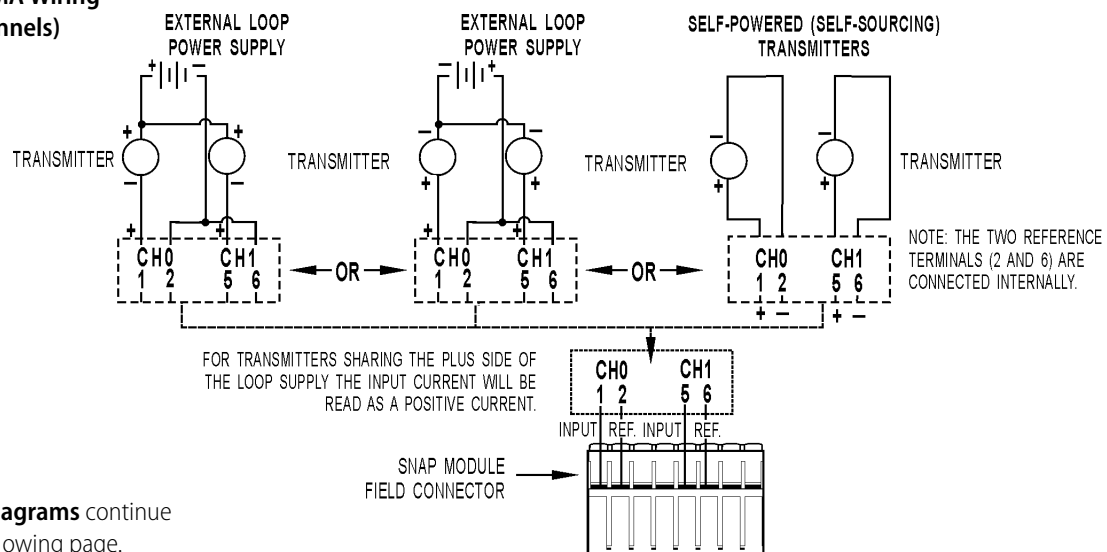 nnels)
EXTERNAL LOOP
POWER SUPPLY
EXTERNAL LOOP
POWER SUPPLY
SELF-POWERED (SELF-SOURCING)
TRANSMITTERS
+ −
− +
+ +
− −
− −
TRANSMITTER
TRANSMITTER
TRANSMITTER
TRANSMITTER
− −
+ +
+ +
+ +
+ +
CH0 CH1
1 2 5 6
OR
CH0 CH1
1 2 5 6
OR
CH0 CH1
1 2 5 6
+ − + −
NOTE: THE TWO REFERENCE
TERMINALS (2 AND 6) ARE
CONNECTED INTERNALLY.
FOR TRANSMITTERS SHARING THE PLUS SIDE OF
THE LOOP SUPPLY THE INPUT CURRENT WILL BE
READ AS A POSITIVE CURRENT.
CH0 CH1
1 2 5 6
INPUT REF. INPUT REF.
SNAP MODULE
FIELD CONNECTOR
agrams continue
owing page.